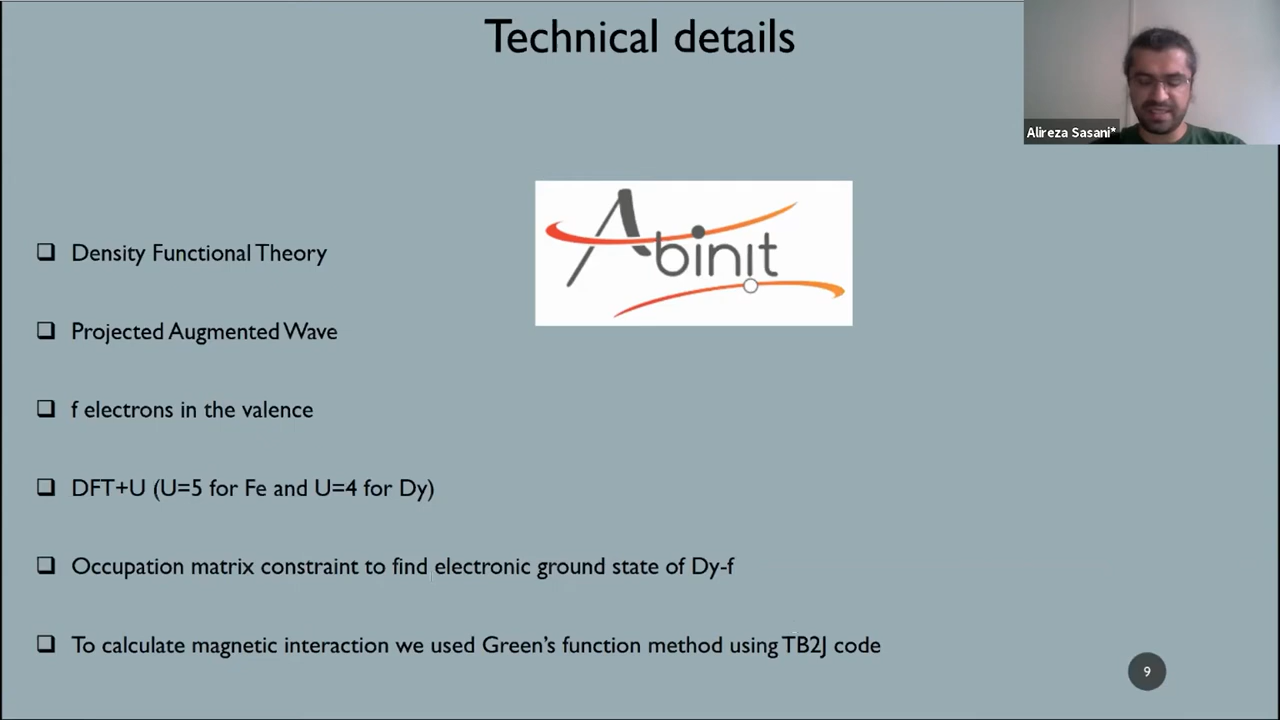 Technical details
Alireza Sasani*
Abinit
❑ Density Functional Theory
❑ Projected Augmented Wave
❑ f electrons in the valence
❑ DFT+U (U=5 for Fe and U=4 for Dy)
❑ Occupation matrix constraint to find electronic ground state of Dy-f
❑ To calculate magnetic interaction we used Green’s function method using TB2J code
9